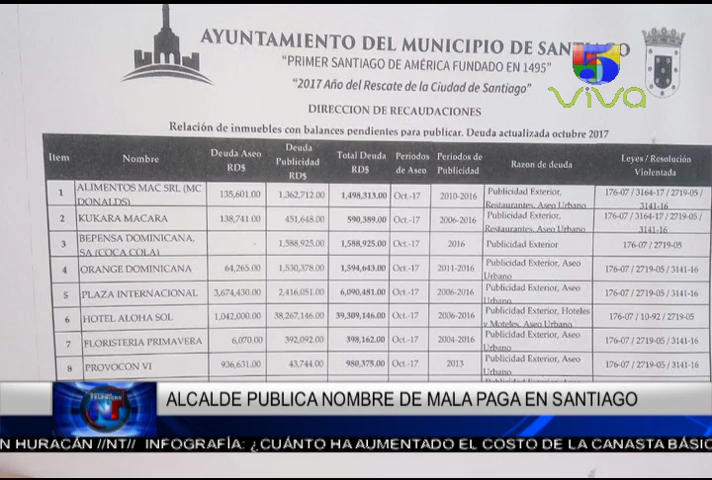 AYUNTAMIENTO DEL MUNICIPIO DE SANTIAGO
"PRIMER SANTIAGO DE AMÉRICA FUNDADO EN 1495"
"2017 Año del Rescate de la Ciudad de Santiago"
5
viva
DIRECCION DE RECAUDACIONES
Relación de inmuebles con balances pendientes para publicar. Deuda actualizada octubre 2017
Item Nombre Deuda Aseo RD$ Deuda Publicidad RD$ Total Deuda RD$ Periodos de Aseo Periodos de Publicidad Razon de deuda Leyes / Resolución Violentada
1 ALIMENTOS MAC SRL (MC DONALDS) 135,601.00 1,362,712.00 1,498,313.00 Oct.-17 2010-2016 Publicidad Exterior, Restaurantes, Aseo Urbano 176-07 / 3164-17 / 2719-05 / 3141-16
2 KUKARA MACARA 138,741.00 451,648.00 590,389.00 Oct.-17 2006-2016 Publicidad Exterior, Restaurantes, Aseo Urbano 176-07 / 3164-17 / 2719-05 / 3141-16
3 BEPENSA DOMINICANA, SA (COCA COLA) - 1,588,925.00 1,588,925.00 Oct.-17 2016 Publicidad Exterior 176-07 / 2719-05
4 ORANGE DOMINICANA 64,265.00 1,530,378.00 1,594,643.00 Oct.-17 2011-2016 Publicidad Exterior, Aseo Urbano 176-07 / 2719-05 / 3141-16
5 PLAZA INTERNACIONAL 3,674,430.00 2,416,051.00 6,090,481.00 Oct.-17 2006-2016 Publicidad Exterior, Aseo Urbano 176-07 / 2719-05 / 3141-16
6 HOTEL ALOHA SOL 1,042,000.00 38,267,146.00 39,309,146.00 Oct.-17 2006-2016 Publicidad Exterior, Hoteles y Moteles, Aseo Urbano 176-07 / 10-92 / 2719-05
7 FLORISTERIA PRIMAVERA 6,070.00 392,092.00 398,162.00 Oct.-17 2004-2016 Publicidad Exterior, Aseo Urbano 176-07 / 2719-05 / 3141-16
8 PROVOCON VI 936,631.00 43,744.00 980,375.00 Oct.-17 2013 Publicidad Exterior, Aseo Urbano 176-07 / 2719-05 / 3141-16
NT
ALCALDE PUBLICA NOMBRE DE MALA PAGA EN SANTIAGO
N HURACÁN //NT// INFOGRAFÍA: ¿CUÁNTO HA AUMENTADO EL COSTO DE LA CANASTA BÁSIC